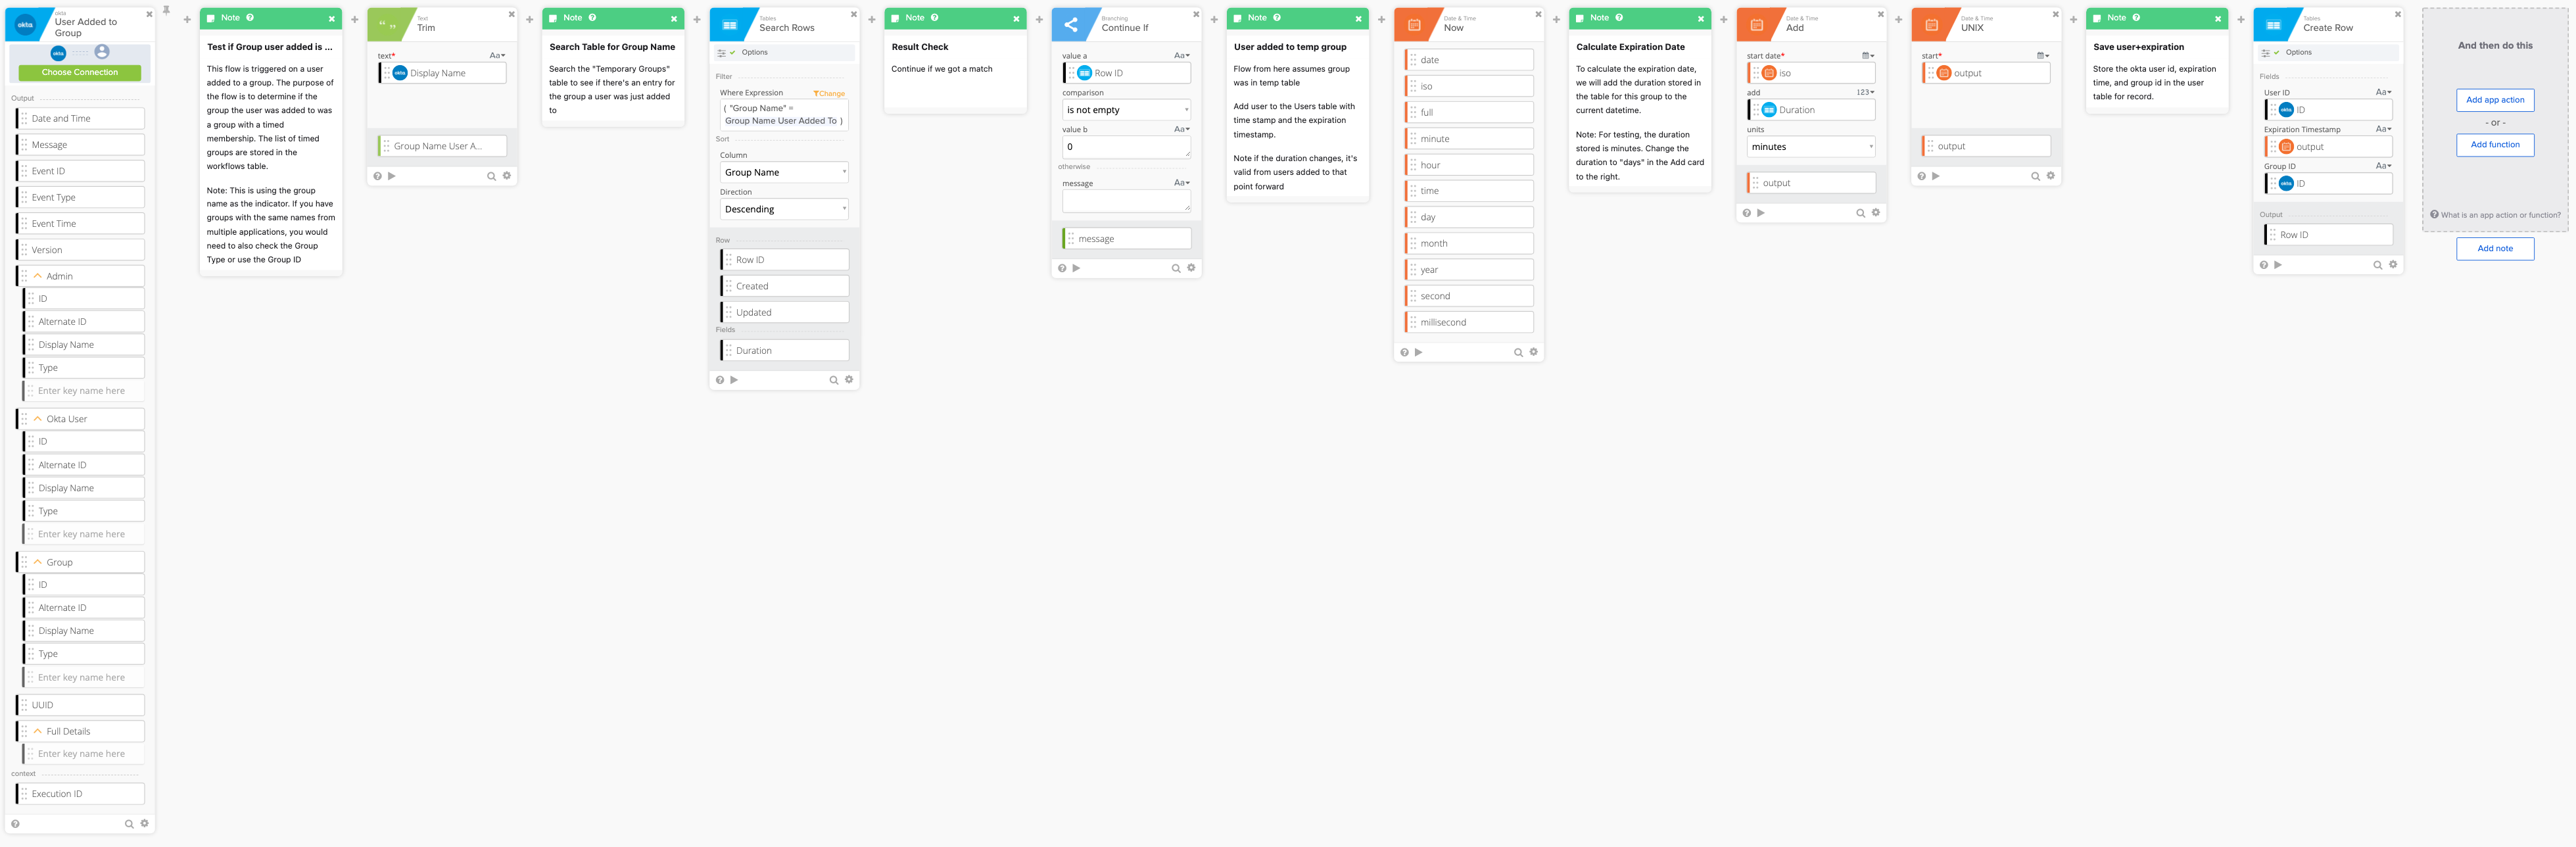 okta
User Added to
Group
okta
Choose Connection
Output
Date and Time
Message
Event ID
Event Type
Event Time
Version
Admin
ID
Alternate ID
Display Name
Type
Enter key name here
Okta User
ID
Alternate ID
Display Name
Type
Enter key name here
Group
ID
Alternate ID
Display Name
Type
Enter key name here
UUID
Full Details
Enter key name here
context
Execution ID
Note
Test if Group user added is ...
This flow is triggered on a user
added to a group. The purpose of
the flow is to determine if the
group the user was added to was
a group with a timed
membership. The list of timed
groups are stored in the
workflows table.
Note: This is using the group
name as the indicator. If you have
groups with the same names from
multiple applications, you would
need to also check the Group
Type or use the Group ID
Text
Trim
text*
Aa
okta
Display Name
Group Name User A...
Note
Search Table for Group Name
Search the "Temporary Groups"
table to see if there's an entry for
the group a user was just added
to
Tables
Search Rows
Options
Filter
Where Expression
Change
( "Group Name" =
Group Name User Added To )
Sort
Column
Group Name
Direction
Descending
Row
Row ID
Created
Updated
Fields
Duration
Note
Result Check
Continue if we got a match
Branching
Continue If
value a
Aa
Row ID
comparison
is not empty
value b
Aa
0
otherwise
message
Aa
message
Note
User added to temp group
Flow from here assumes group
was in temp table
Add user to the Users table with
time stamp and the expiration
timestamp.
Note if the duration changes, it's
valid from users added to that
point forward
Date & Time
Now
date
iso
full
minute
hour
time
day
month
year
second
millisecond
Note
Calculate Expiration Date
To calculate the expiration date,
we will add the duration stored in
the table for this group to the
current datetime.
Note: For testing, the duration
stored is minutes. Change the
duration to "days" in the Add card
to the right.
Date & Time
Add
start date*
iso
add
123
Duration
units
minutes
output
Date & Time
UNIX
start*
output
output
Note
Save user+expiration
Store the okta user id, expiration
time, and group id in the user
table for record.
Tables
Create Row
Options
Fields
User ID
Aa
okta
ID
Expiration Timestamp
Aa
output
Group ID
Aa
okta
ID
Output
Row ID
And then do this
Add app action
- or -
Add function
What is an app action or function?
Add note